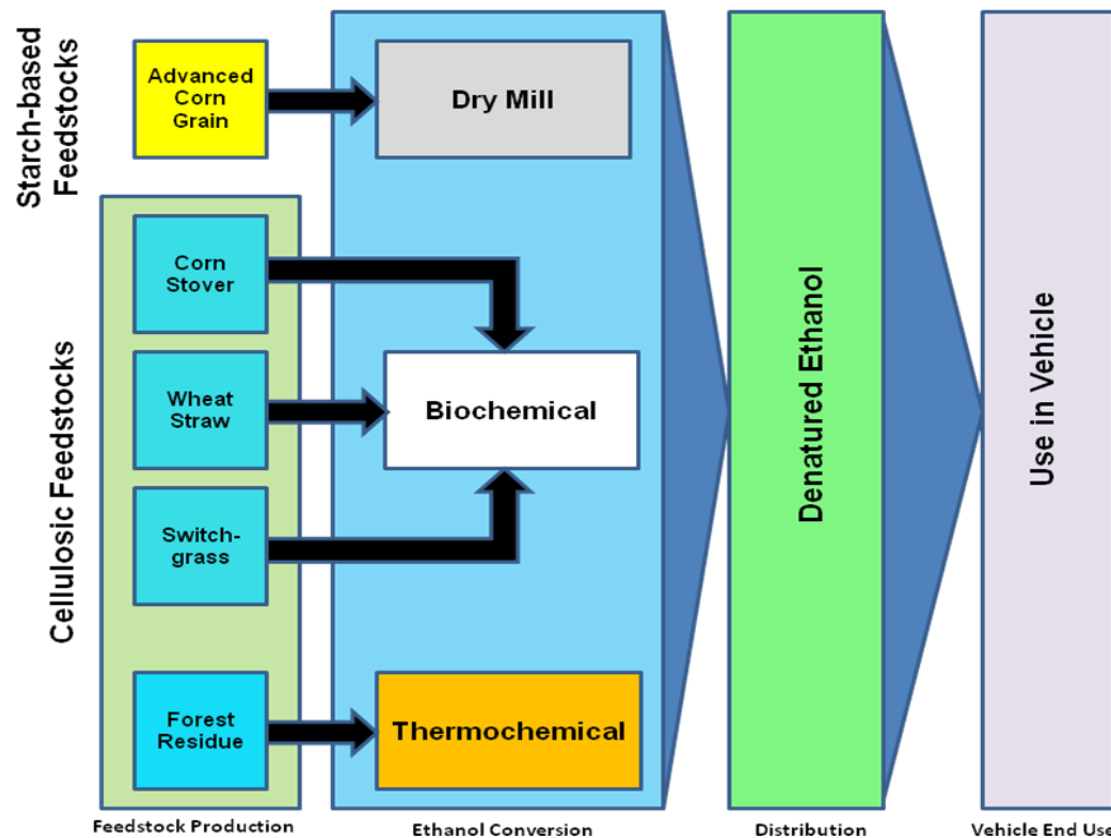 Starch-based
Feedstocks
Advanced
Corn
Grain
Dry Mill
Cellulosic Feedstocks
Corn
Stover
Wheat
Straw
Biochemical
Switch-
grass
Forest
Residue
Thermochemical
Denatured Ethanol
Use in Vehicle
Feedstock Production
Ethanol Conversion
Distribution
Vehicle End Use